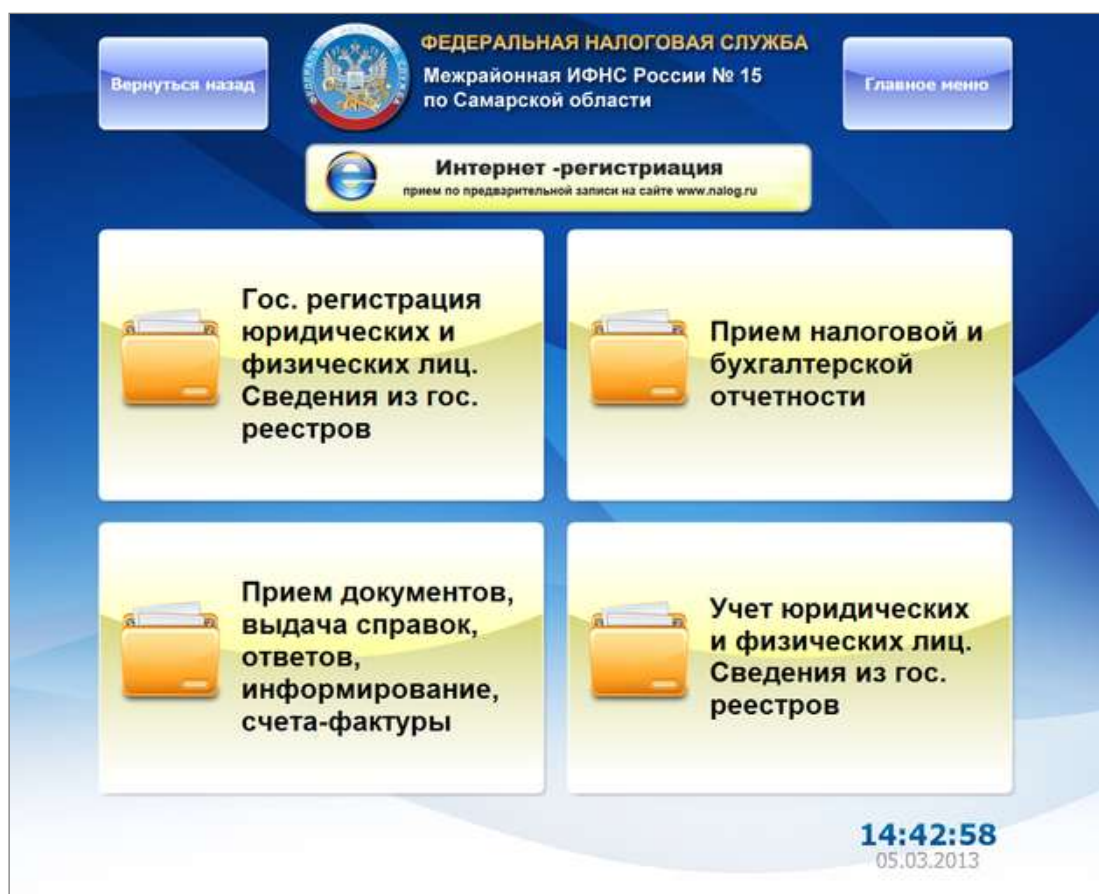 Вернуться назад
ФЕДЕРАЛЬНАЯ НАЛОГОВАЯ СЛУЖБА
Межрайонная ИФНС России № 15
по Самарской области
Главное меню
Интернет -регистриация
прием по предварительной записи на сайте www.nalog.ru
Гос. регистрация
юридических и
физических лиц.
Сведения из гос.
реестров
Прием налоговой и
бухгалтерской
отчетности
Прием документов,
выдача справок,
ответов,
информирование,
счета-фактуры
Учет юридических
и физических лиц.
Сведения из гос.
реестров
14:42:58
05.03.2013